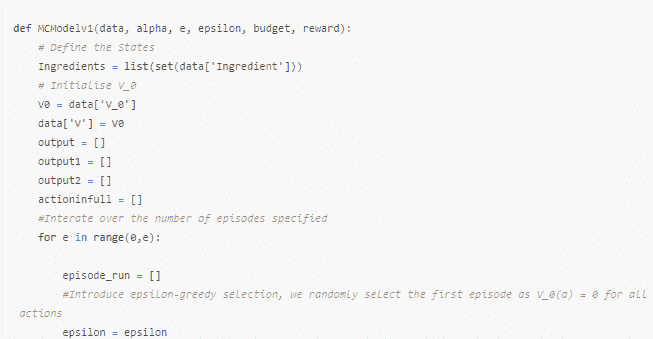 def MCModelv1(data, alpha, e, epsilon, budget, reward):
# Define the States
Ingredients = list(set(data['Ingredient']))
# Initialise V_0
V0 = data['V_0']
data['V'] = V0
output = []
output1 = []
output2 = []
actioninfull = []
#Interate over the number of episodes specified
for e in range(0,e):
episode_run = []
#Introduce epsilon-greedy selection, we randomly select the first episode as V_0(a) = 0 for all
actions
epsilon = epsilon